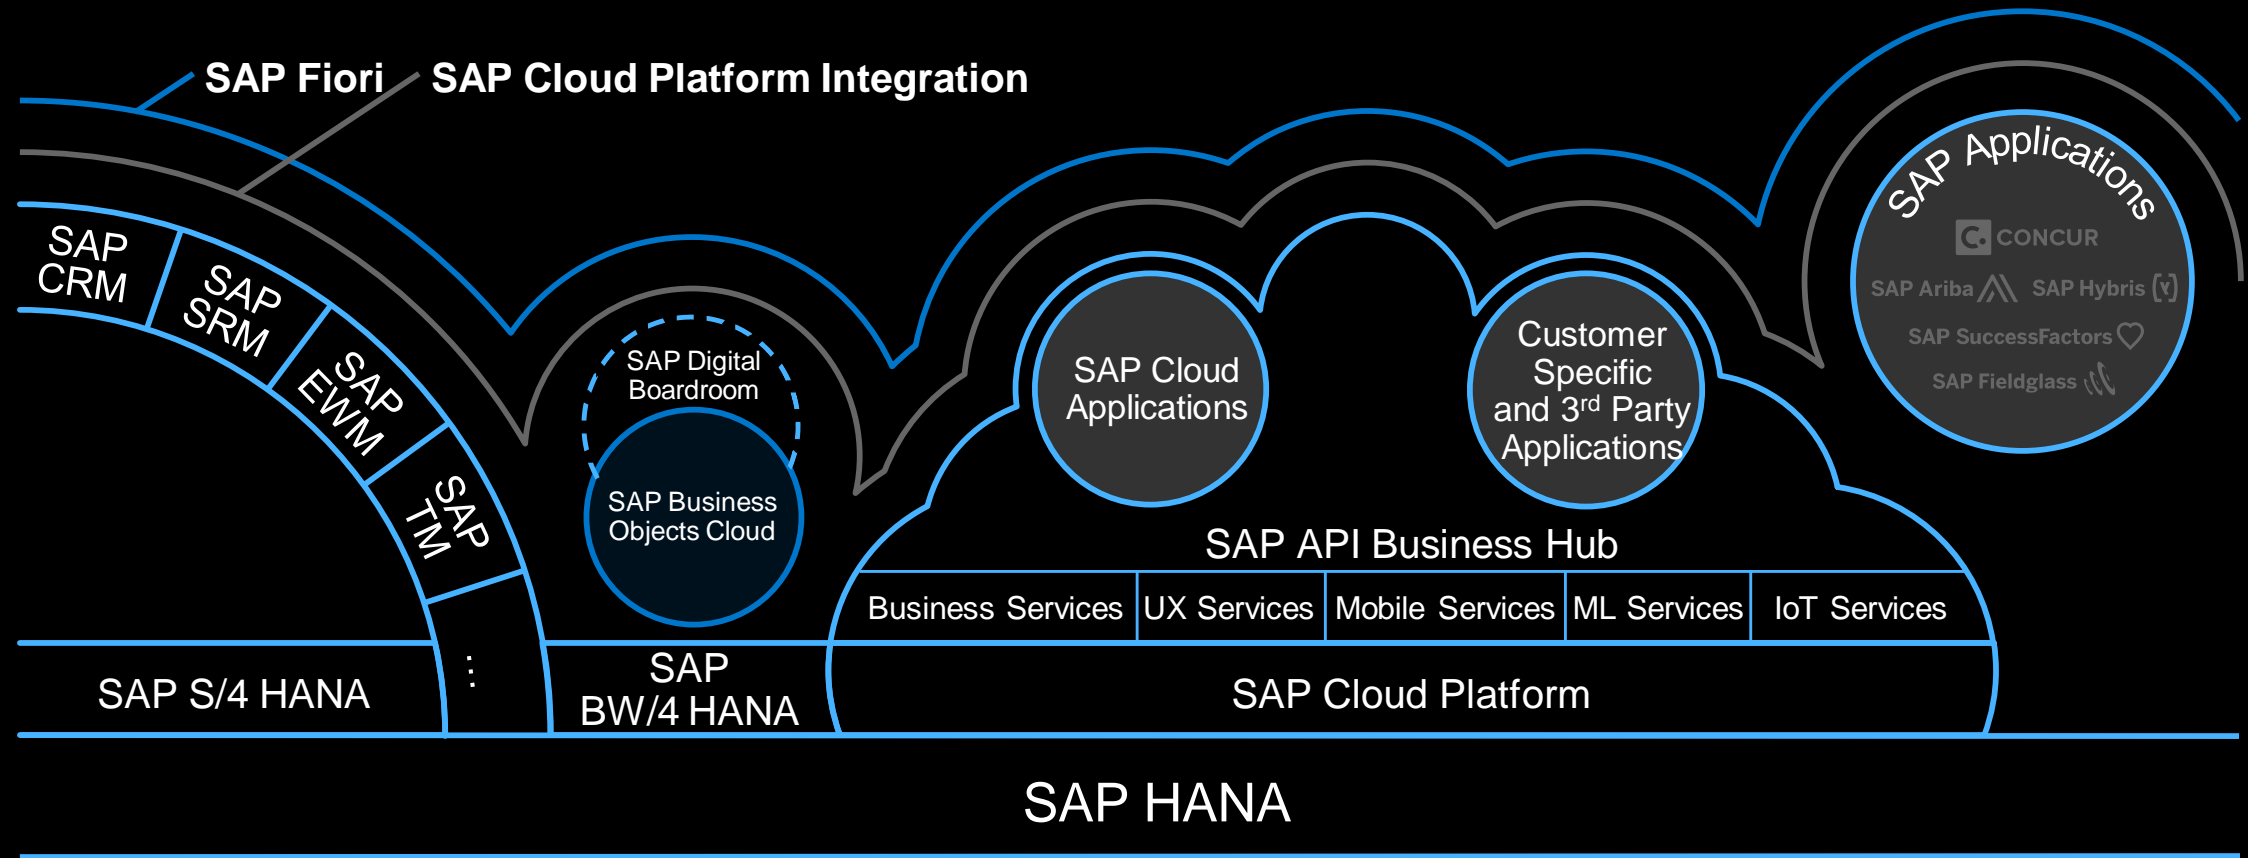 SAP Fiori
SAP Cloud Platform Integration
SAP
CRM
SAP
SRM
SAP
EWM
SAP
TM
...
SAP Digital
Boardroom
SAP Business
Objects Cloud
SAP Cloud
Applications
Customer
Specific
and 3rd Party
Applications
SAP Applications
C. CONCUR
SAP Ariba
SAP Hybris (Y)
SAP SuccessFactors
SAP Fieldglass
SAP API Business Hub
Business Services
UX Services
Mobile Services
ML Services
IoT Services
SAP S/4 HANA
SAP
BW/4 HANA
SAP Cloud Platform
SAP HANA